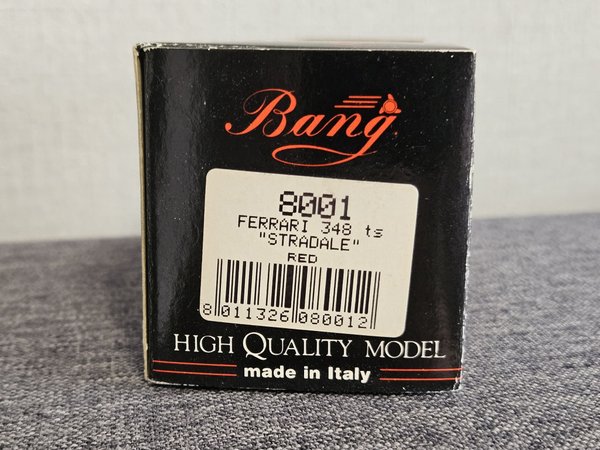 Bang
8001
FERRARI 348 ts
"STRADALE"
RED
8 011326 080012
HIGH QUALITY MODEL
made in Italy